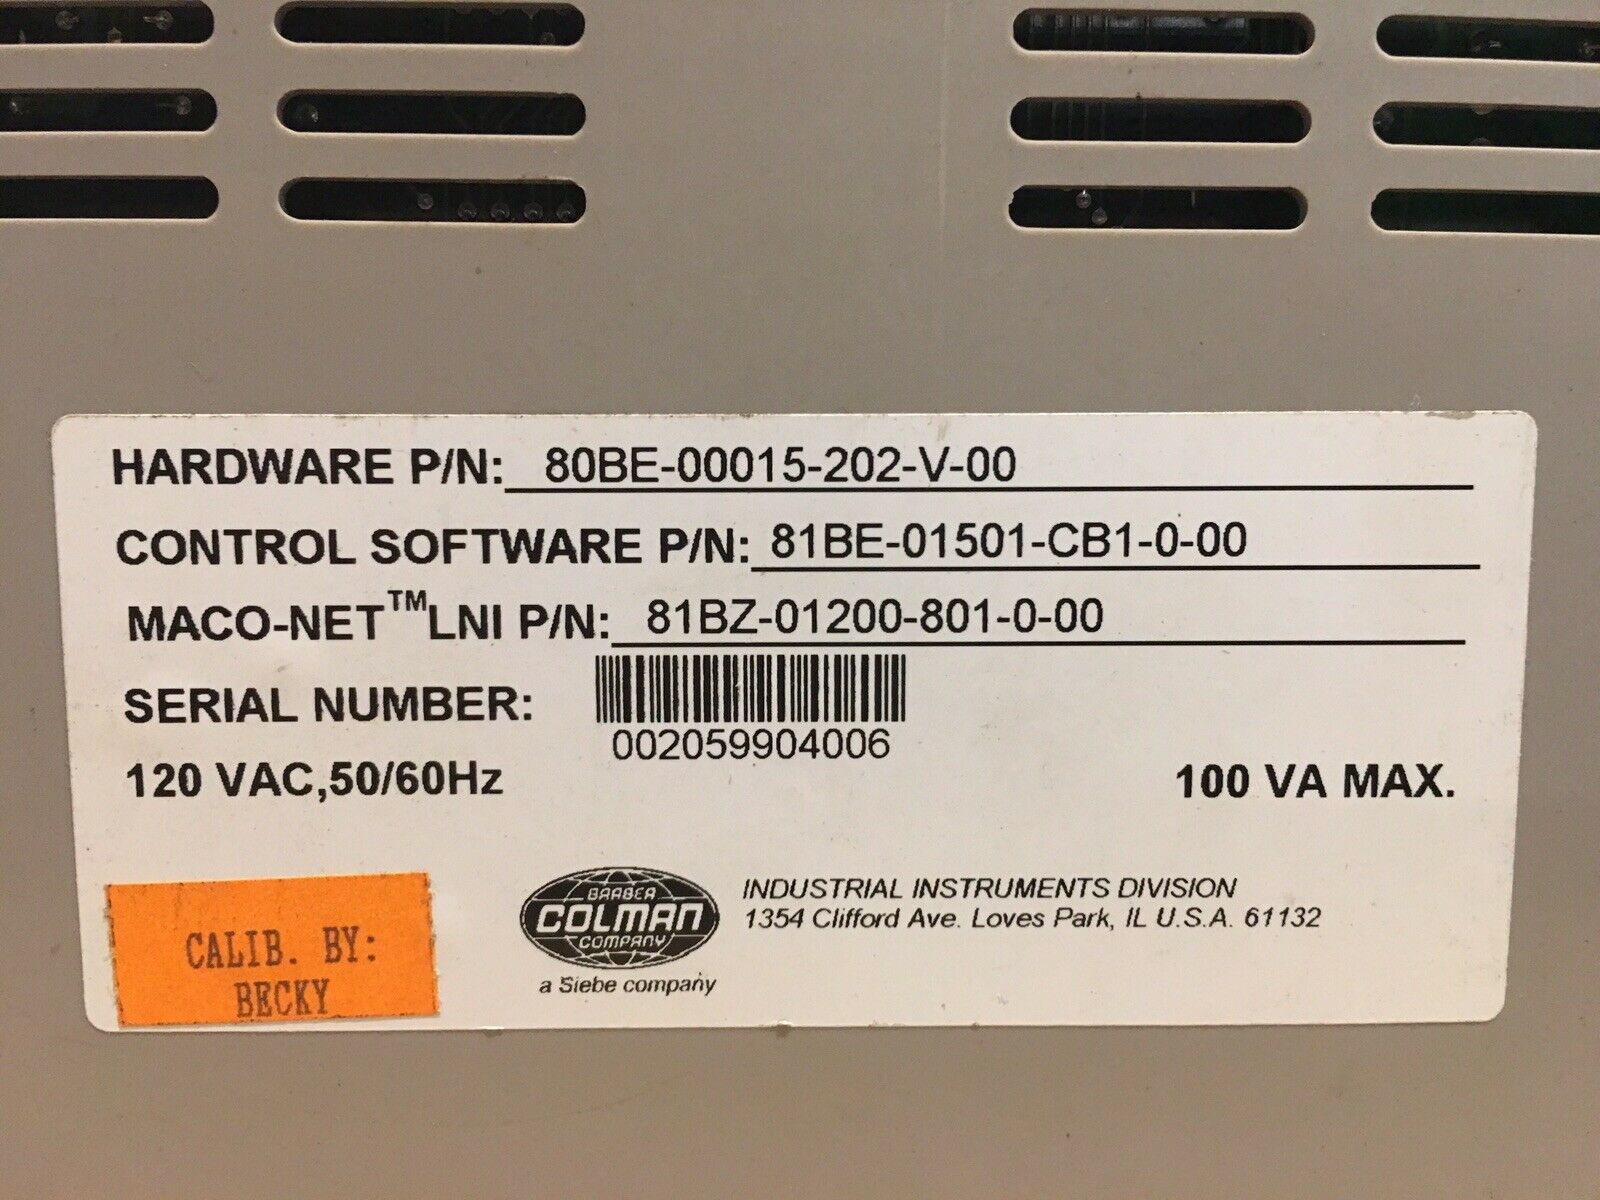 HARDWARE P/N: 80BE-00015-202-V-00
CONTROL SOFTWARE P/N: 81BE-01501-CB1-0-00
MACO-NET™ LNI P/N: 81BZ-01200-801-0-00
SERIAL NUMBER:
002059904006
120 VAC,50/60Hz
100 VA MAX.
CALIB. BY:
BECKY
BARBER
COLMAN
COMPANY
a Siebe company
INDUSTRIAL INSTRUMENTS DIVISION
1354 Clifford Ave. Loves Park, IL U.S.A. 61132